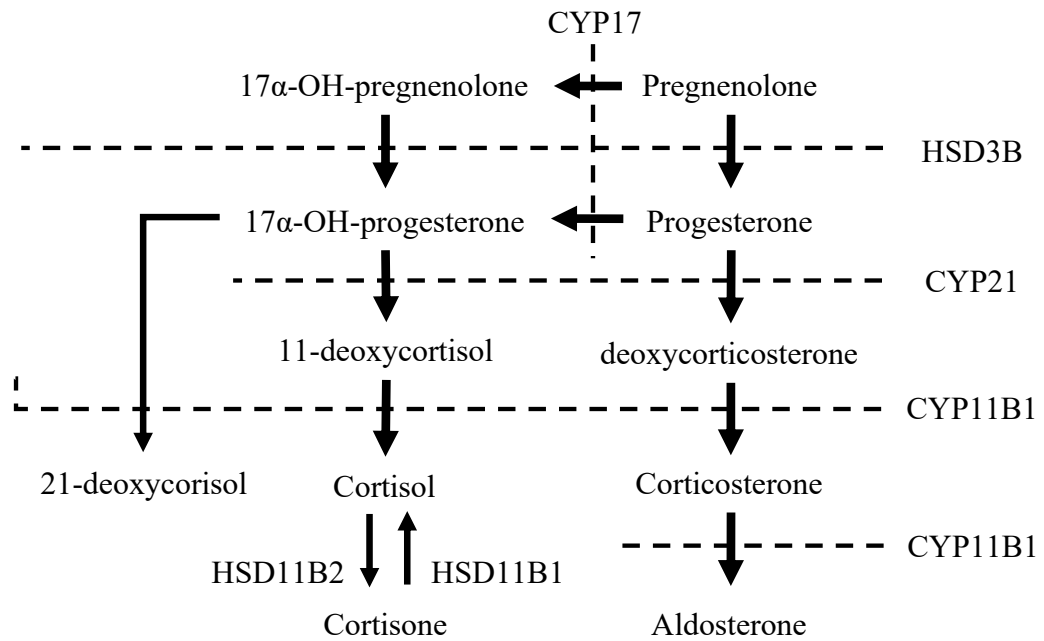 CYP17
17α-OH-pregnenolone
Pregnenolone
HSD3B
17α-OH-progesterone
Progesterone
CYP21
11-deoxycortisol
deoxycorticosterone
CYP11B1
21-deoxycorisol
Cortisol
Corticosterone
CYP11B1
HSD11B2
HSD11B1
Cortisone
Aldosterone